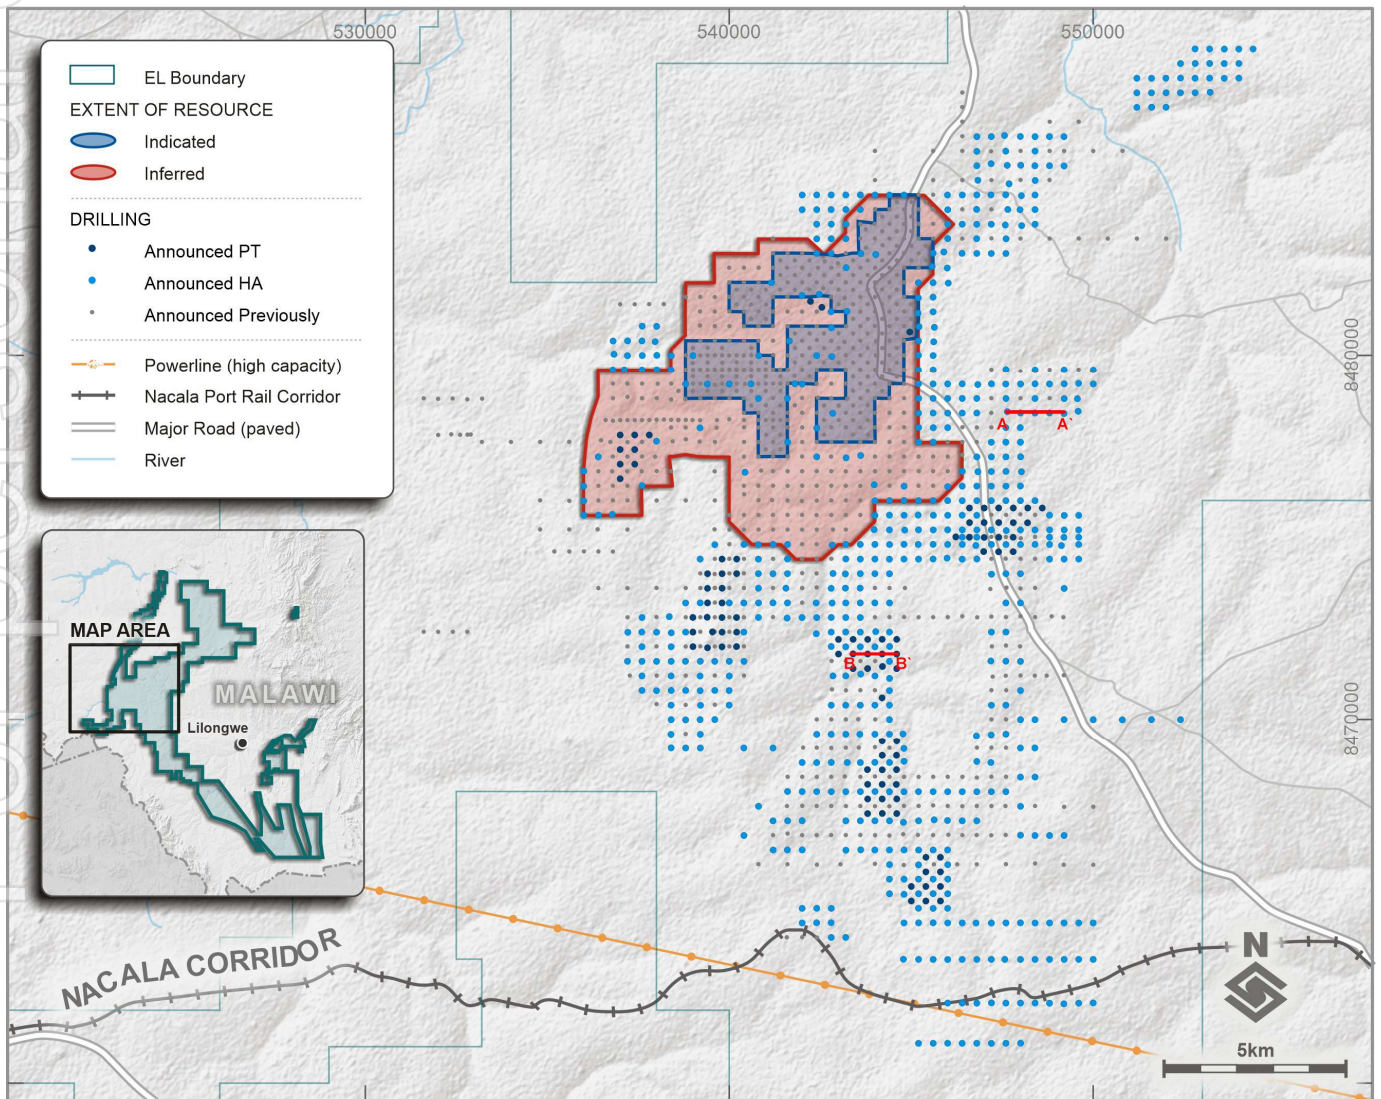 530000
540000
550000
EL Boundary
EXTENT OF RESOURCE
Indicated
Inferred
DRILLING
Announced PT
Announced HA
Announced Previously
Powerline (high capacity)
Nacala Port Rail Corridor
Major Road (paved)
River
8480000
A
A`
MAP AREA
MALAWI
Lilongwe
B
B`
8470000
NACALA CORRIDOR
N
5km